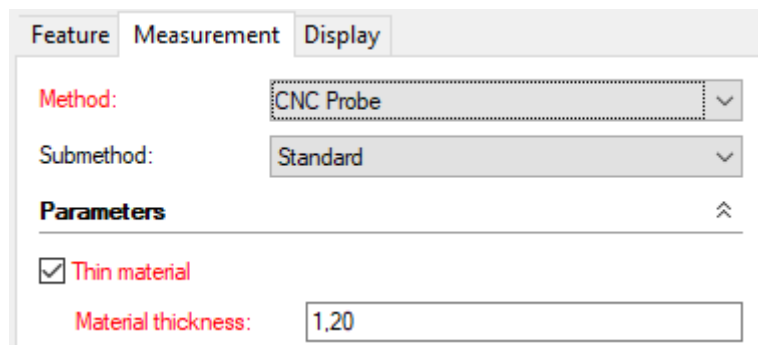 Feature Measurement Display
Method: CNC Probe
Submethod: Standard
Parameters
Thin material
Material thickness: 1,20